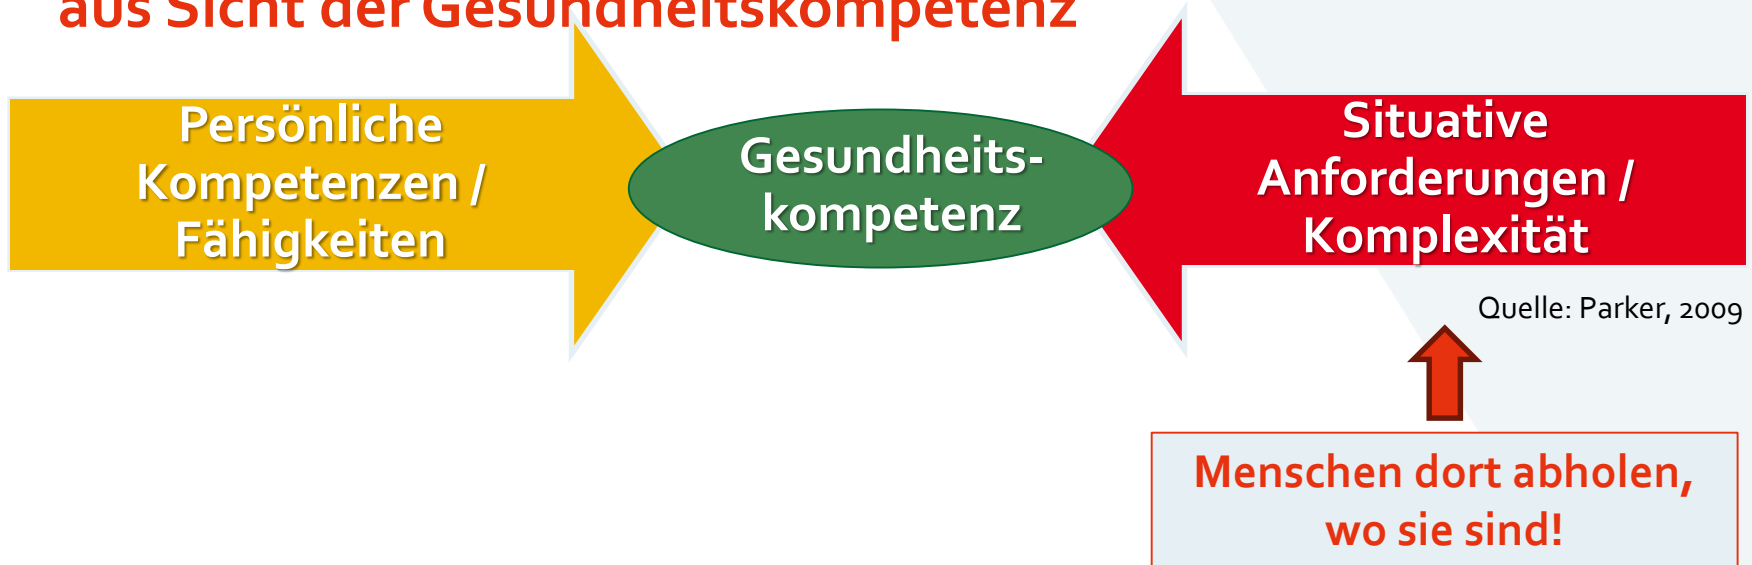 aus Sicht der Gesundheitskompetenz
Persönliche
Kompetenzen /
Fähigkeiten
Gesundheits-
kompetenz
Situative
Anforderungen /
Komplexität
Quelle: Parker, 2009
Menschen dort abholen,
wo sie sind!